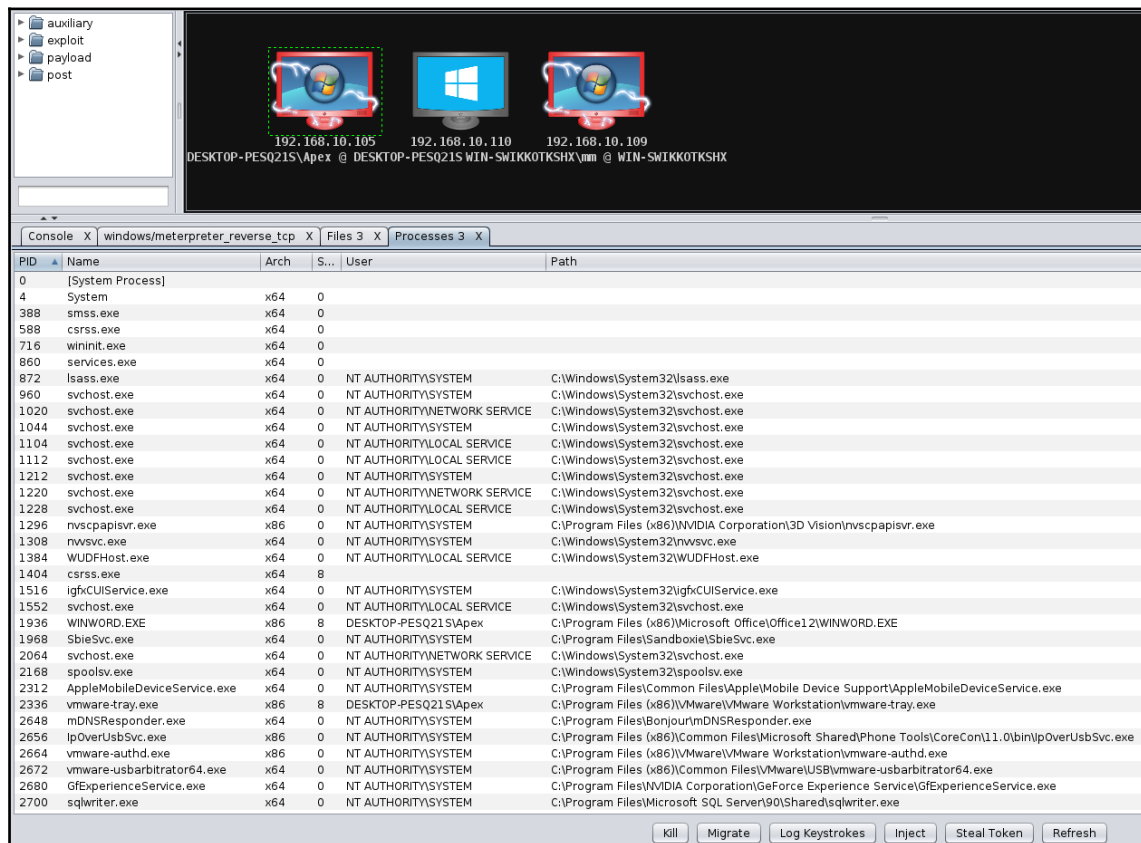 auxiliary
exploit
payload
post
192.168.10.105 192.168.10.110 192.168.10.109
DESKTOP-PESQ21S\Apex @ DESKTOP-PESQ21S WIN-SWIKKOTKSHX\mm @ WIN-SWIKKOTKSHX
Console X windows/meterpreter_reverse_tcp X Files 3 X Processes 3 X
PID Name Arch S... User Path
0 [System Process]
4 System x64 0
388 smss.exe x64 0
588 csrss.exe x64 0
716 wininit.exe x64 0
860 services.exe x64 0
872 lsass.exe x64 0 NT AUTHORITY\SYSTEM C:\Windows\System32\lsass.exe
960 svchost.exe x64 0 NT AUTHORITY\SYSTEM C:\Windows\System32\svchost.exe
1020 svchost.exe x64 0 NT AUTHORITY\NETWORK SERVICE C:\Windows\System32\svchost.exe
1044 svchost.exe x64 0 NT AUTHORITY\SYSTEM C:\Windows\System32\svchost.exe
1104 svchost.exe x64 0 NT AUTHORITY\LOCAL SERVICE C:\Windows\System32\svchost.exe
1112 svchost.exe x64 0 NT AUTHORITY\LOCAL SERVICE C:\Windows\System32\svchost.exe
1212 svchost.exe x64 0 NT AUTHORITY\SYSTEM C:\Windows\System32\svchost.exe
1220 svchost.exe x64 0 NT AUTHORITY\NETWORK SERVICE C:\Windows\System32\svchost.exe
1228 svchost.exe x64 0 NT AUTHORITY\LOCAL SERVICE C:\Windows\System32\svchost.exe
1296 nvscpapisvr.exe x86 0 NT AUTHORITY\SYSTEM C:\Program Files (x86)\NVIDIA Corporation\3D Vision\nvscpapisvr.exe
1308 nvvsvc.exe x64 0 NT AUTHORITY\SYSTEM C:\Windows\System32\nvvsvc.exe
1384 WUDFHost.exe x64 0 NT AUTHORITY\LOCAL SERVICE C:\Windows\System32\WUDFHost.exe
1404 csrss.exe x64 8
1516 igfxCUIService.exe x64 0 NT AUTHORITY\SYSTEM C:\Windows\System32\igfxCUIService.exe
1552 svchost.exe x64 0 NT AUTHORITY\LOCAL SERVICE C:\Windows\System32\svchost.exe
1936 WINWORD.EXE x86 8 DESKTOP-PESQ21S\Apex C:\Program Files (x86)\Microsoft Office\Office12\WINWORD.EXE
1968 SbieSvc.exe x64 0 NT AUTHORITY\SYSTEM C:\Program Files\Sandboxie\SbieSvc.exe
2064 svchost.exe x64 0 NT AUTHORITY\NETWORK SERVICE C:\Windows\System32\svchost.exe
2168 spoolsv.exe x64 0 NT AUTHORITY\SYSTEM C:\Windows\System32\spoolsv.exe
2312 AppleMobileDeviceService.exe x64 0 NT AUTHORITY\SYSTEM C:\Program Files\Common Files\Apple\Mobile Device Support\AppleMobileDeviceService.exe
2336 vmware-tray.exe x86 8 DESKTOP-PESQ21S\Apex C:\Program Files (x86)\VMware\VMware Workstation\vmware-tray.exe
2648 mDNSResponder.exe x64 0 NT AUTHORITY\SYSTEM C:\Program Files\Bonjour\mDNSResponder.exe
2656 IpOverUsbSvc.exe x86 0 NT AUTHORITY\SYSTEM C:\Program Files (x86)\Common Files\Microsoft Shared\Phone Tools\CoreCon\11.0\bin\IpOverUsbSvc.exe
2664 vmware-authd.exe x86 0 NT AUTHORITY\SYSTEM C:\Program Files (x86)\VMware\VMware Workstation\vmware-authd.exe
2672 vmware-usbarbitrator64.exe x64 0 NT AUTHORITY\SYSTEM C:\Program Files (x86)\Common Files\VMware\USB\vmware-usbarbitrator64.exe
2680 GfExperienceService.exe x64 0 NT AUTHORITY\SYSTEM C:\Program Files\NVIDIA Corporation\GeForce Experience Service\GfExperienceService.exe
2700 sqlwriter.exe x64 0 NT AUTHORITY\SYSTEM C:\Program Files\Microsoft SQL Server\90\Shared\sqlwriter.exe
Kill Migrate Log Keystrokes Inject Steal Token Refresh